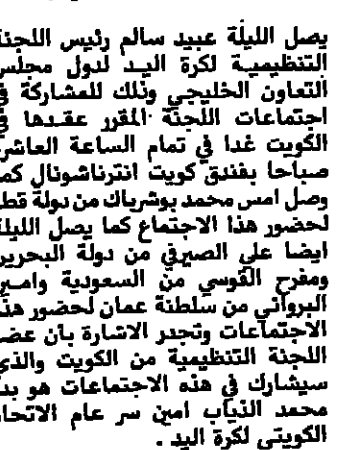 يصل الليلة عبيد سالم رئيس اللجنة
التنظيمية لكرة اليد لدول مجلس
التعاون الخليجي وذلك للمشاركة في
اجتماعات اللجنة المقرر عقدها في
الكويت غدا في تمام الساعة العاشرة
صباحا بفندق كويت انترناشونال كما
وصل امس محمد بوشرباك من دولة قطر
لحضور هذا الاجتماع كما يصل الليلة
ايضا علي الصيرفي من دولة البحرين
ومفرح القوسي من السعودية وامين
البرواني من سلطنة عمان لحضور هذه
الاجتماعات وتجدر الاشارة بان عضو
اللجنة التنظيمية من الكويت والذي
سيشارك في هذه الاجتماعات هو بدر
محمد الذياب امين سر عام الاتحاد
الكويتي لكرة اليد .